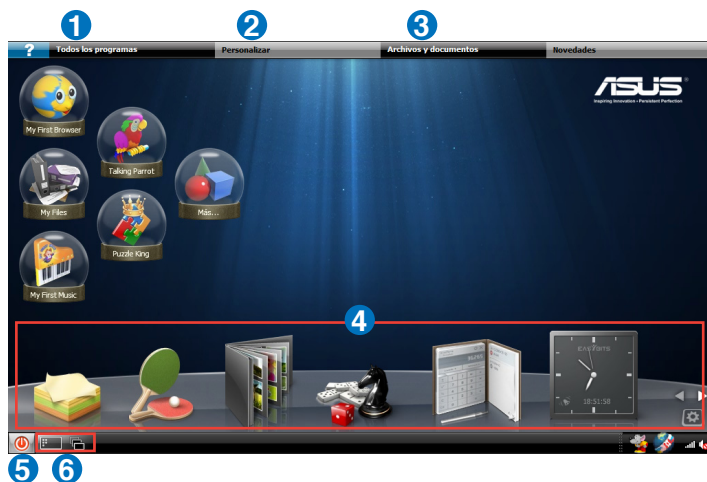 1 2 3
? Todos los programas Personalizar Archivos y documentos Novedades
ASUS
Inspiring Innovation • Persistent Perfection
My First Browser
Talking Parrot
My Files
Más...
Puzzle King
My First Music
4
18:51:58
5 6